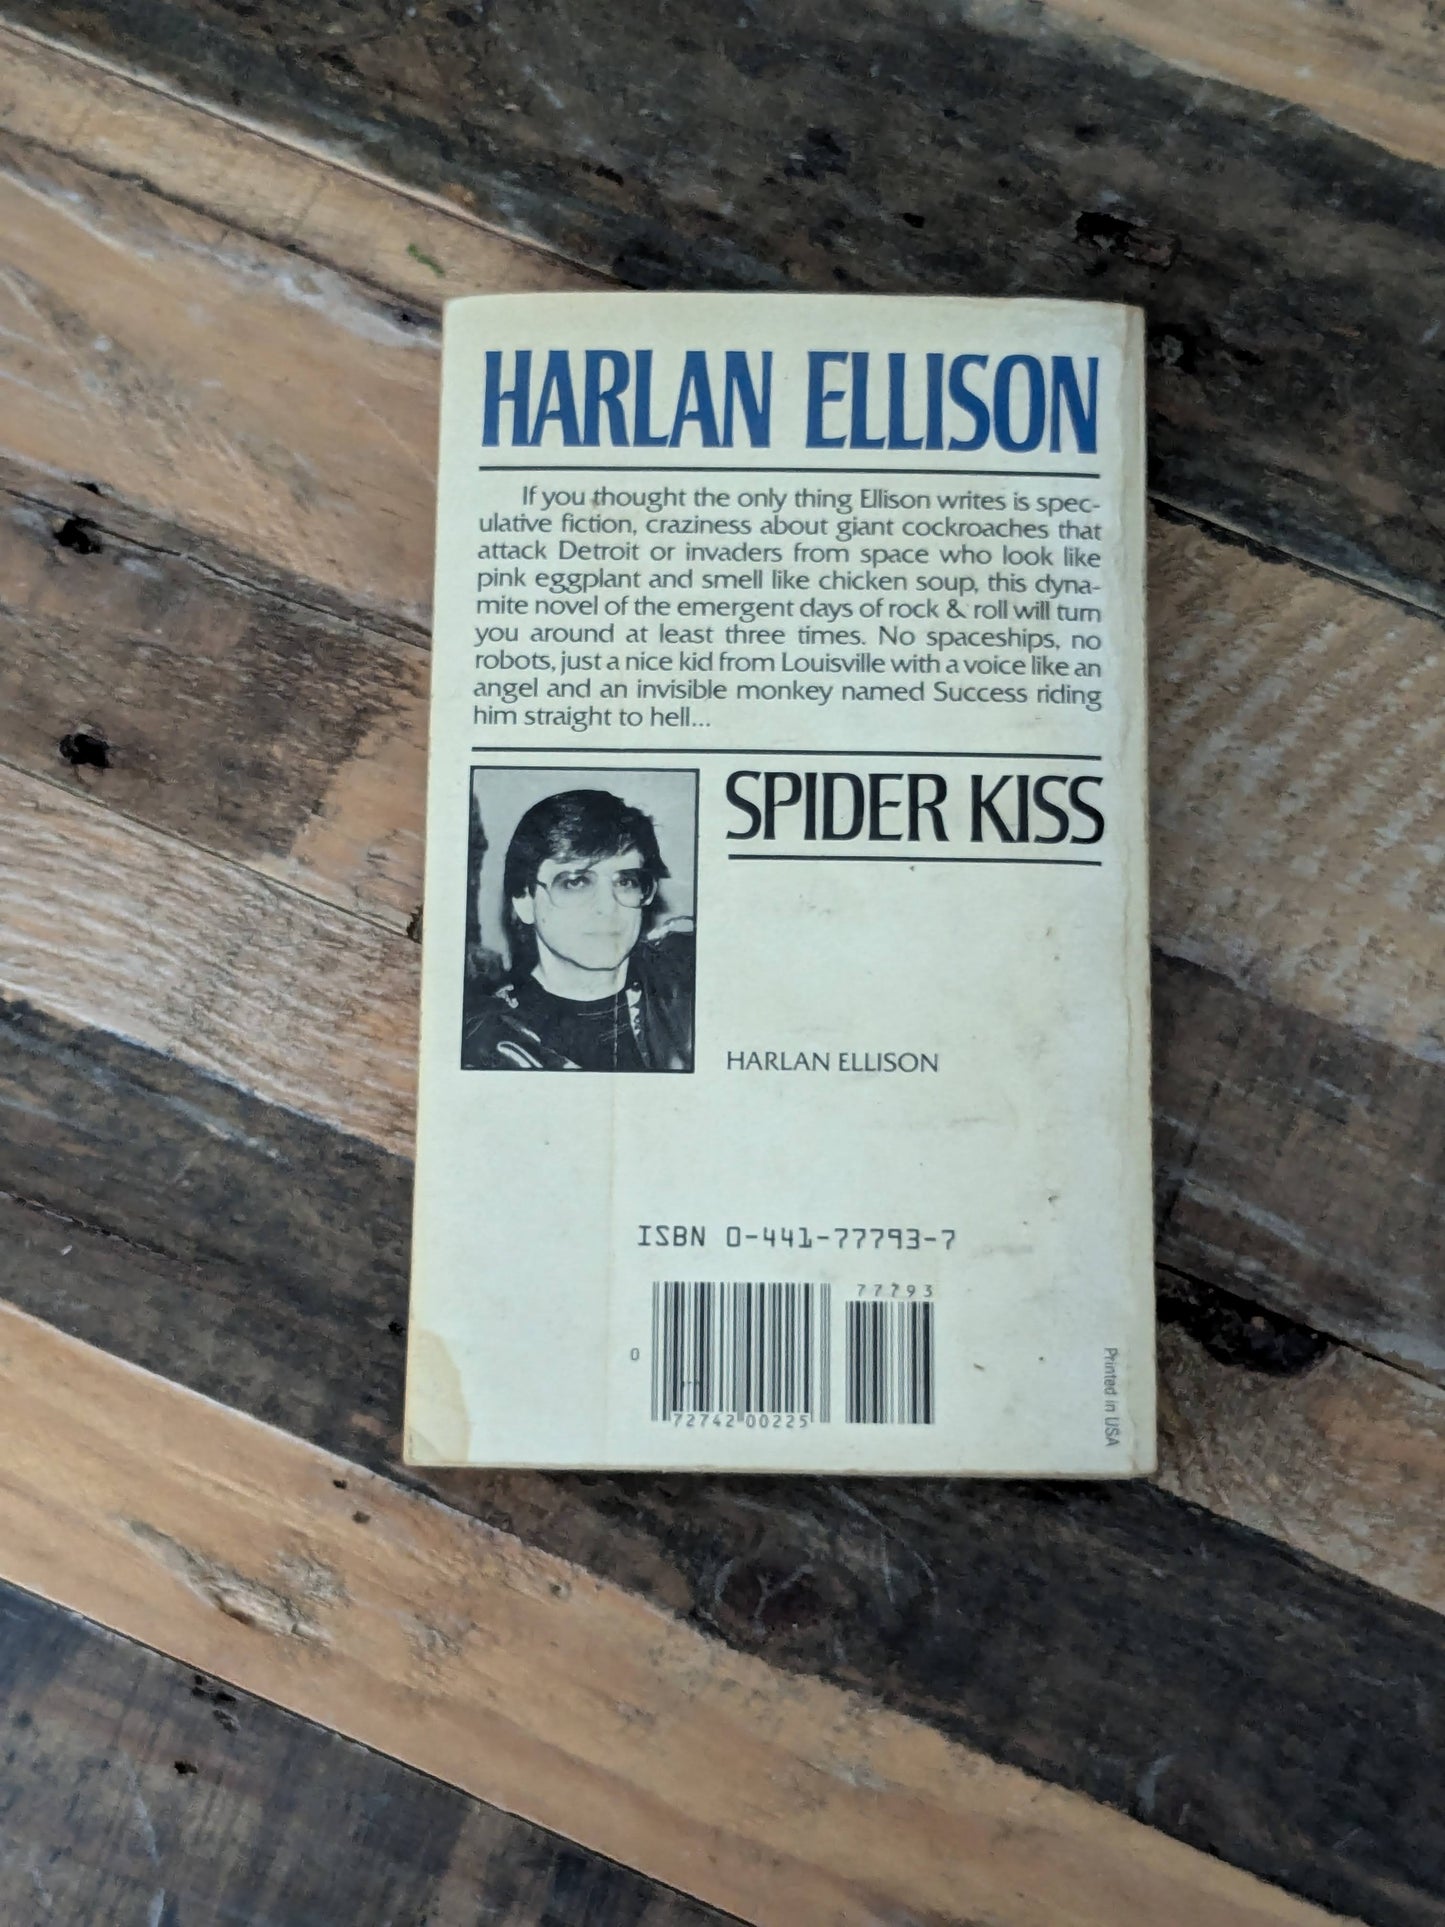 HARLAN ELLISON
If you thought the only thing Ellison writes is spec-
ulative fiction, craziness about giant cockroaches that
attack Detroit or invaders from space who look like
pink eggplant and smell like chicken soup, this dyna-
mite novel of the emergent days of rock & roll will turn
you around at least three times. No spaceships, no
robots, just a nice kid from Louisville with a voice like an
angel and an invisible monkey named Success riding
him straight to hell...
SPIDER KISS
HARLAN ELLISON
ISBN 0-441-77793-7
77793
0
72742 00225
Printed in USA